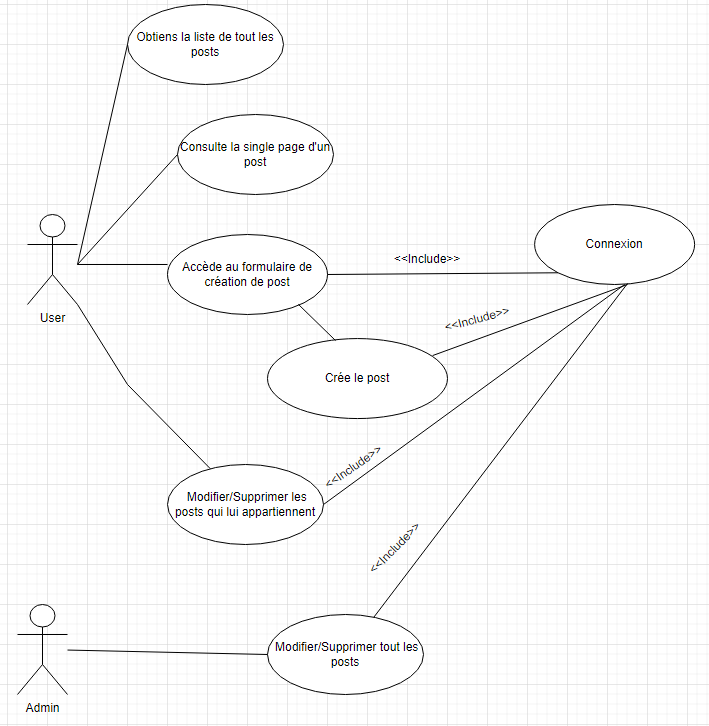 Obtiens la liste de tout les
posts
Consulte la single page d'un
post
Connexion
Accède au formulaire de
création de post
<<Include>>
User
<<Include>>
Crée le post
<<Include>>
Modifier/Supprimer les
posts qui lui appartiennent
<<Include>>
Modifier/Supprimer tout les
posts
Admin